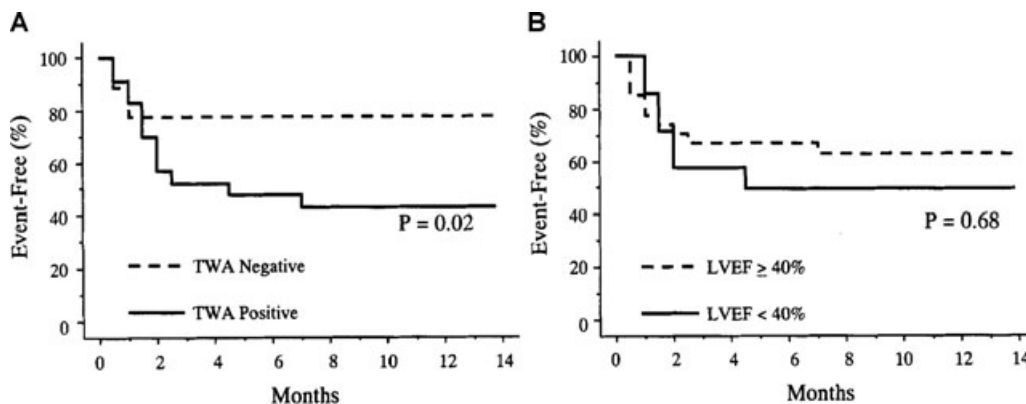 A
Event-Free (%)
100
80
60
40
60
0
P = 0.02
TWA Negative
TWA Positive
0 2 4 6 8 10 12 14
Months
B
Event-Free (%)
100
80
60
40
60
0
P = 0.68
LVEF ≥ 40%
LVEF < 40%
0 2 4 6 8 10 12 14
Months